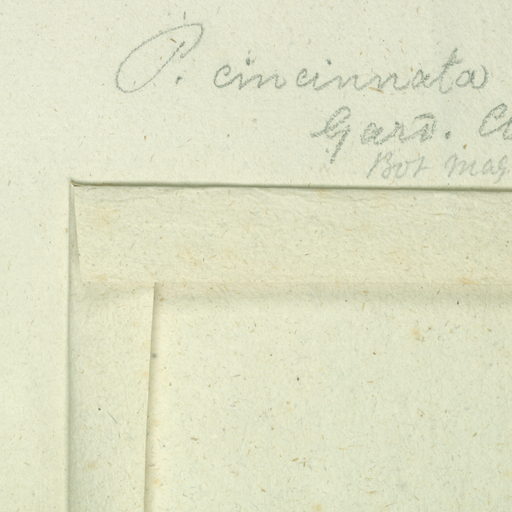 P. cincinnata
Gard. C
Bot Mag